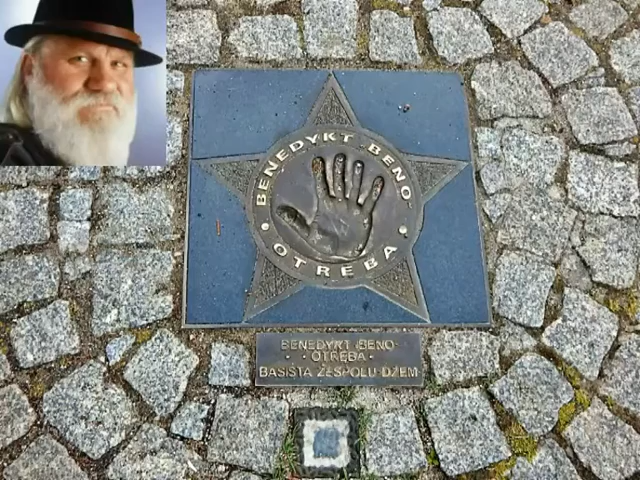 BENEDYKT BENO
OTRĘBA
BENEDYKT BENO
· OTRĘBA ·
BASISTA ZESPOŁU DŻEM